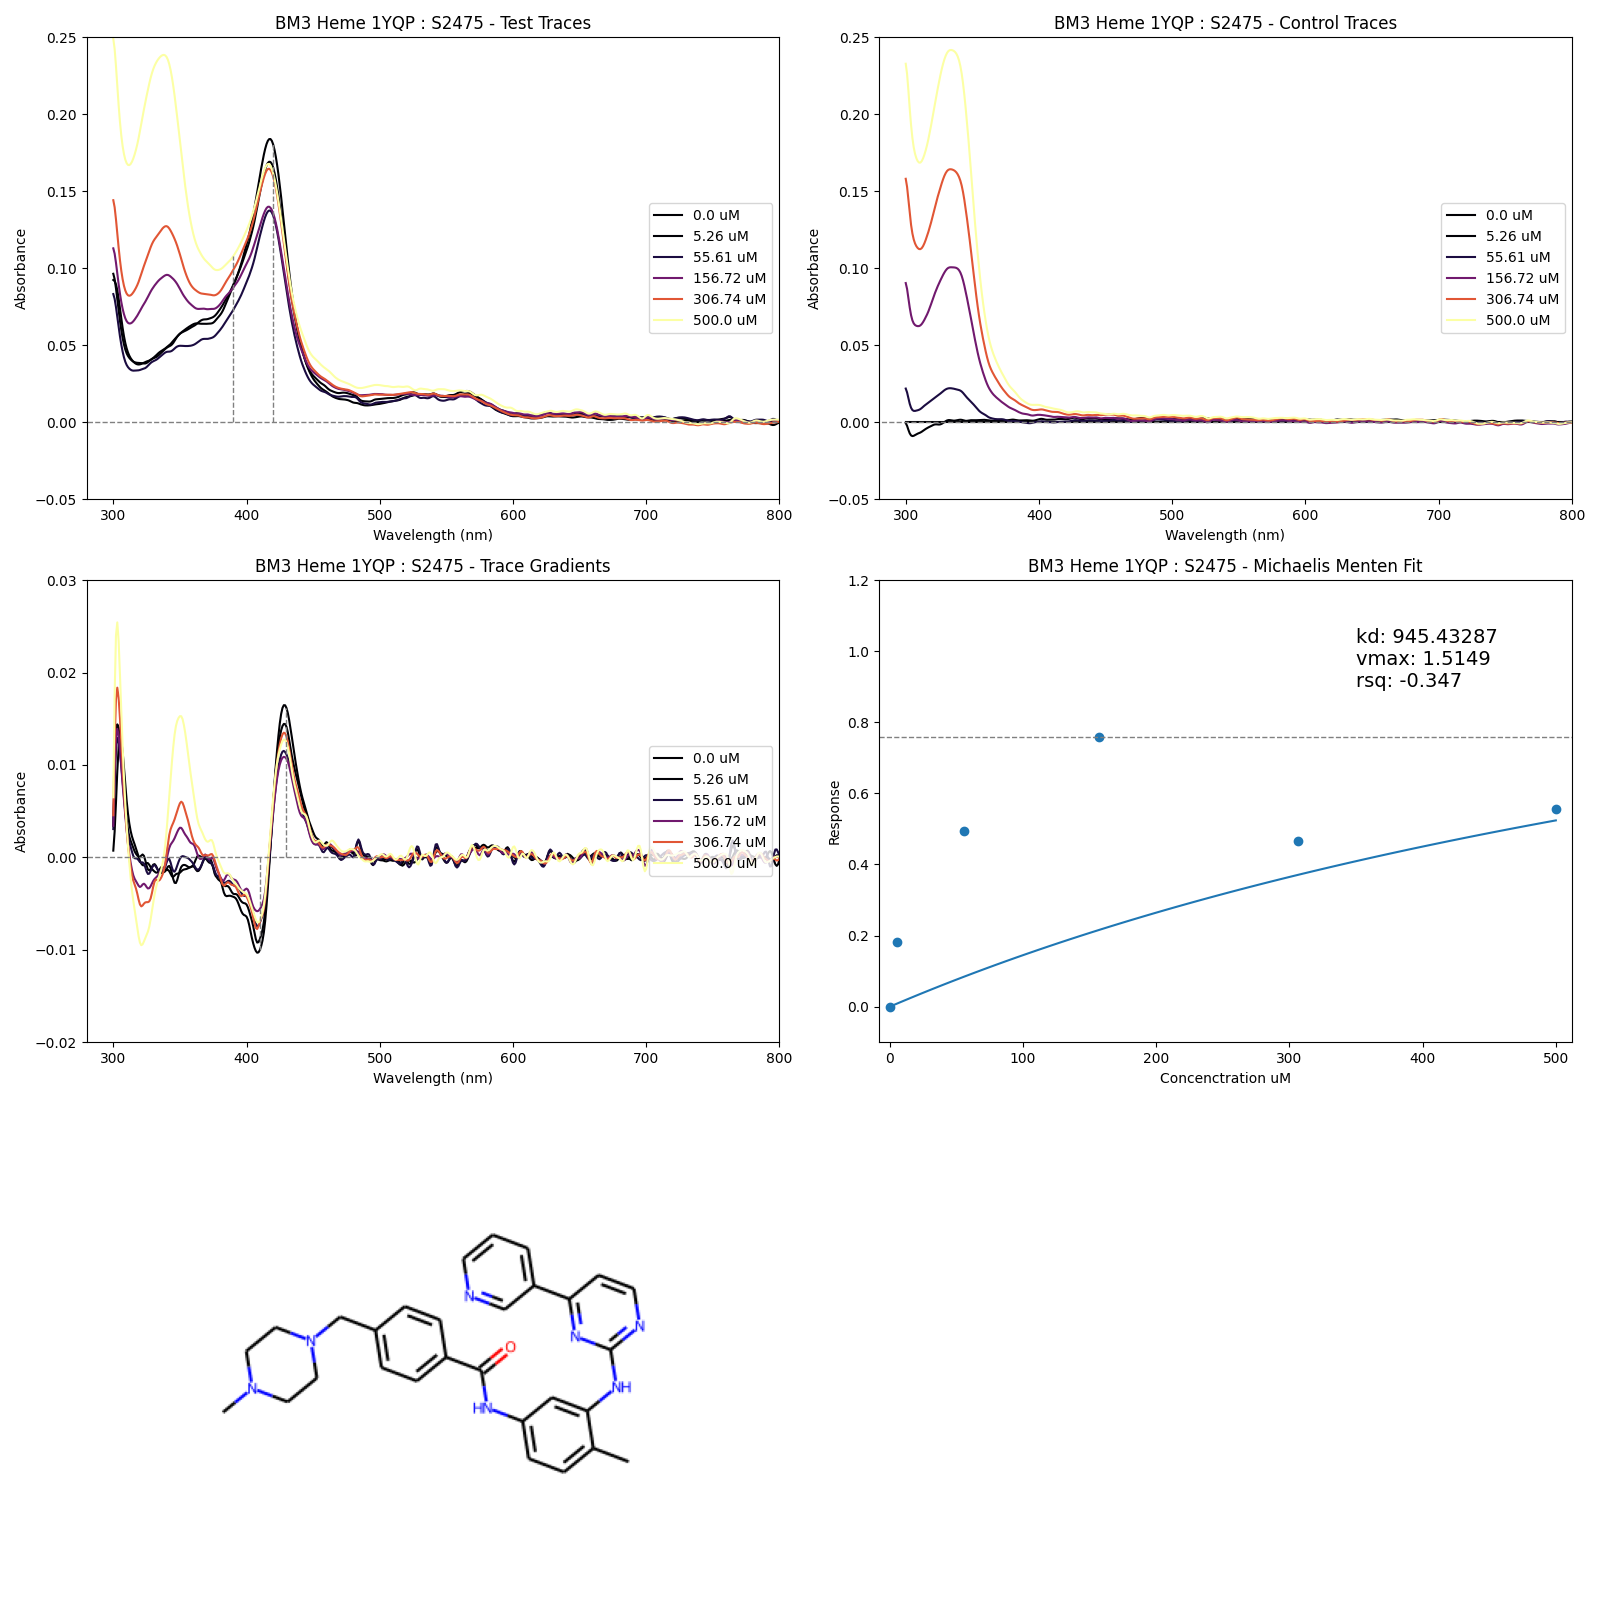 BM3 Heme 1YQP : S2475 - Test Traces
0.25
0.20
0.15
0.10
0.05
0.00
−0.05
Absorbance
300 400 500 600 700 800
Wavelength (nm)
0.0 uM
5.26 uM
55.61 uM
156.72 uM
306.74 uM
500.0 uM
BM3 Heme 1YQP : S2475 - Control Traces
0.25
0.20
0.15
0.10
0.05
0.00
−0.05
Absorbance
300 400 500 600 700 800
Wavelength (nm)
0.0 uM
5.26 uM
55.61 uM
156.72 uM
306.74 uM
500.0 uM
BM3 Heme 1YQP : S2475 - Trace Gradients
0.03
0.02
0.01
0.00
−0.01
−0.02
Absorbance
300 400 500 600 700 800
Wavelength (nm)
0.0 uM
5.26 uM
55.61 uM
156.72 uM
306.74 uM
500.0 uM
BM3 Heme 1YQP : S2475 - Michaelis Menten Fit
1.2
1.0
0.8
0.6
0.4
0.2
0.0
Response
kd: 945.43287
vmax: 1.5149
rsq: -0.347
0 100 200 300 400 500
Concenctration uM
N
N
N
N
O
N
NH
HN